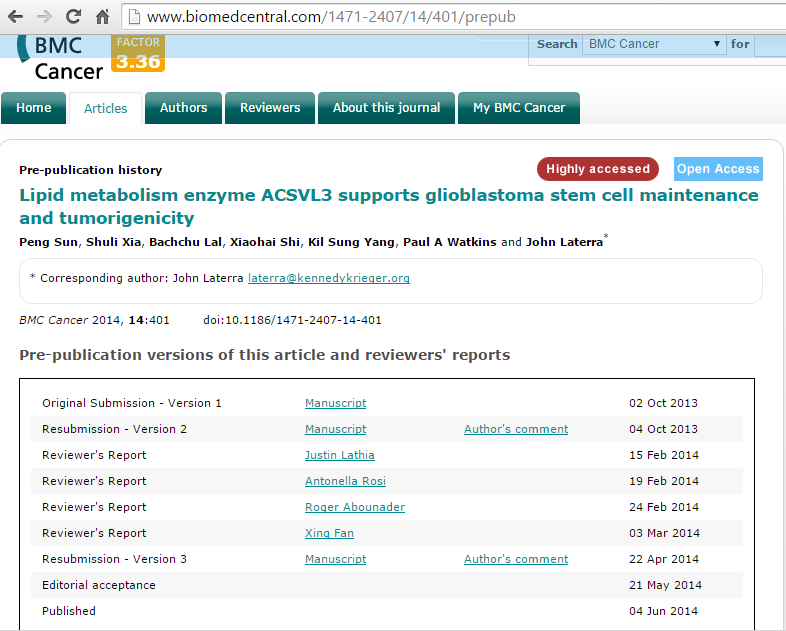 www.biomedcentral.com/1471-2407/14/401/prepub
BMC
Cancer
FACTOR
3.36
Search BMC Cancer for
Home Articles Authors Reviewers About this journal My BMC Cancer
Pre-publication history
Highly accessed Open Access
Lipid metabolism enzyme ACSVL3 supports glioblastoma stem cell maintenance
and tumorigenicity
Peng Sun, Shuli Xia, Bachchu Lal, Xiaohai Shi, Kil Sung Yang, Paul A Watkins and John Laterra*
* Corresponding author: John Laterra laterra@kennedykrieger.org
BMC Cancer 2014, 14:401 doi:10.1186/1471-2407-14-401
Pre-publication versions of this article and reviewers' reports
Original Submission - Version 1 Manuscript 02 Oct 2013
Resubmission - Version 2 Manuscript Author's comment 04 Oct 2013
Reviewer's Report Justin Lathia 15 Feb 2014
Reviewer's Report Antonella Rosi 19 Feb 2014
Reviewer's Report Roger Abounader 24 Feb 2014
Reviewer's Report Xing Fan 03 Mar 2014
Resubmission - Version 3 Manuscript Author's comment 22 Apr 2014
Editorial acceptance 21 May 2014
Published 04 Jun 2014